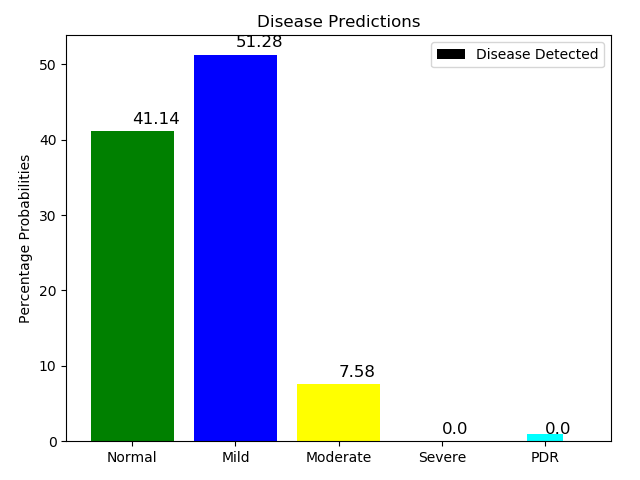 Disease Predictions
Disease Detected
Percentage Probabilities
50
40
30
20
10
0
51.28
41.14
7.58
0.0
0.0
Normal
Mild
Moderate
Severe
PDR